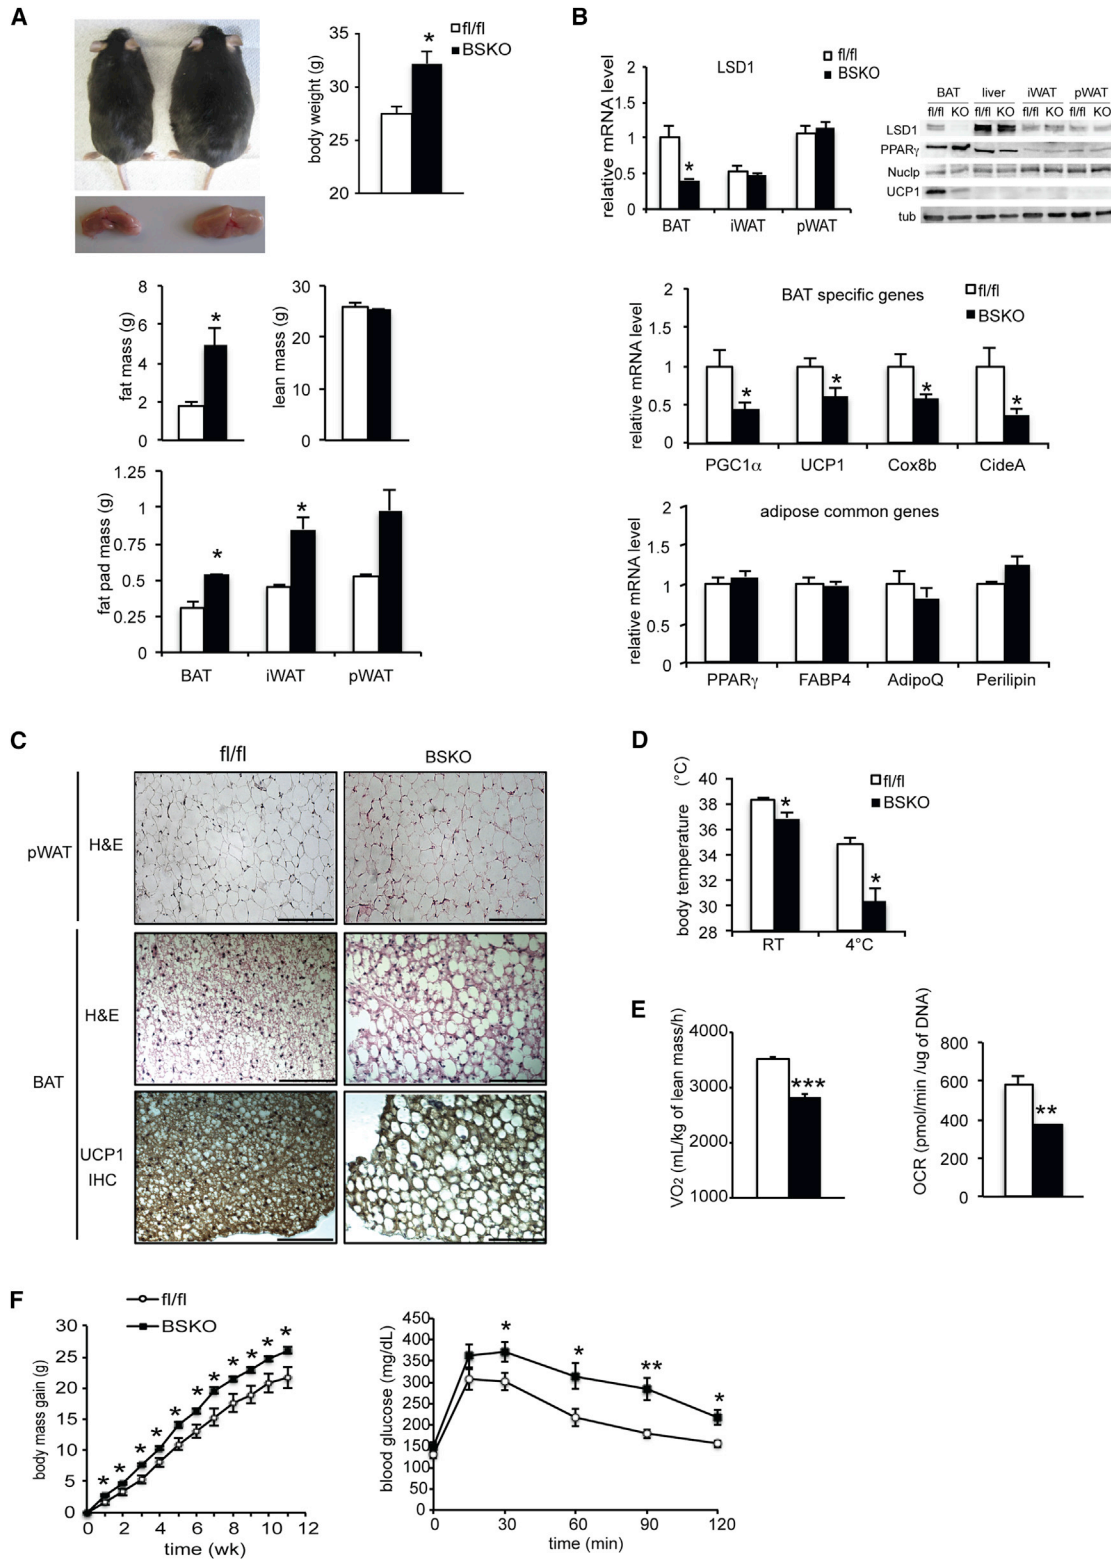 A
35
30
25
20
body weight (g)
*
fl/fl
BSKO
8
6
4
2
0
fat mass (g)
*
30
20
10
0
lean mass (g)
1.25
1
0.75
0.5
0.25
0
fat pad mass (g)
*
*
BAT iWAT pWAT
B
2
1.5
1
0.5
0
relative mRNA level
LSD1
fl/fl
BSKO
*
BAT iWAT pWAT
BAT liver iWAT pWAT
fl/fl KO fl/fl KO fl/fl KO fl/fl KO
LSD1
PPARγ
Nuclp
UCP1
tub
2
1.5
1
0.5
0
relative mRNA level
BAT specific genes
fl/fl
BSKO
* * * *
PGC1α UCP1 Cox8b CideA
2
1.5
1
0.5
0
relative mRNA level
adipose common genes
PPARγ FABP4 AdipoQ Perilipin
C
fl/fl BSKO
pWAT
H&E
BAT
H&E
UCP1
IHC
D
40
38
36
34
32
30
28
body temperature (°C)
fl/fl
BSKO
*
*
RT 4°C
E
4000
3000
2000
1000
VO2 (mL/kg of lean mass/h)
***
800
600
400
200
0
OCR (pmol/min /ug of DNA)
**
F
fl/fl
BSKO
30
25
20
15
10
5
0
body mass gain (g)
* * * * * * * * * * *
0 2 4 6 8 10 12
time (wk)
450
400
350
300
250
200
150
100
50
0
blood glucose (mg/dL)
* * ** *
0 30 60 90 120
time (min)